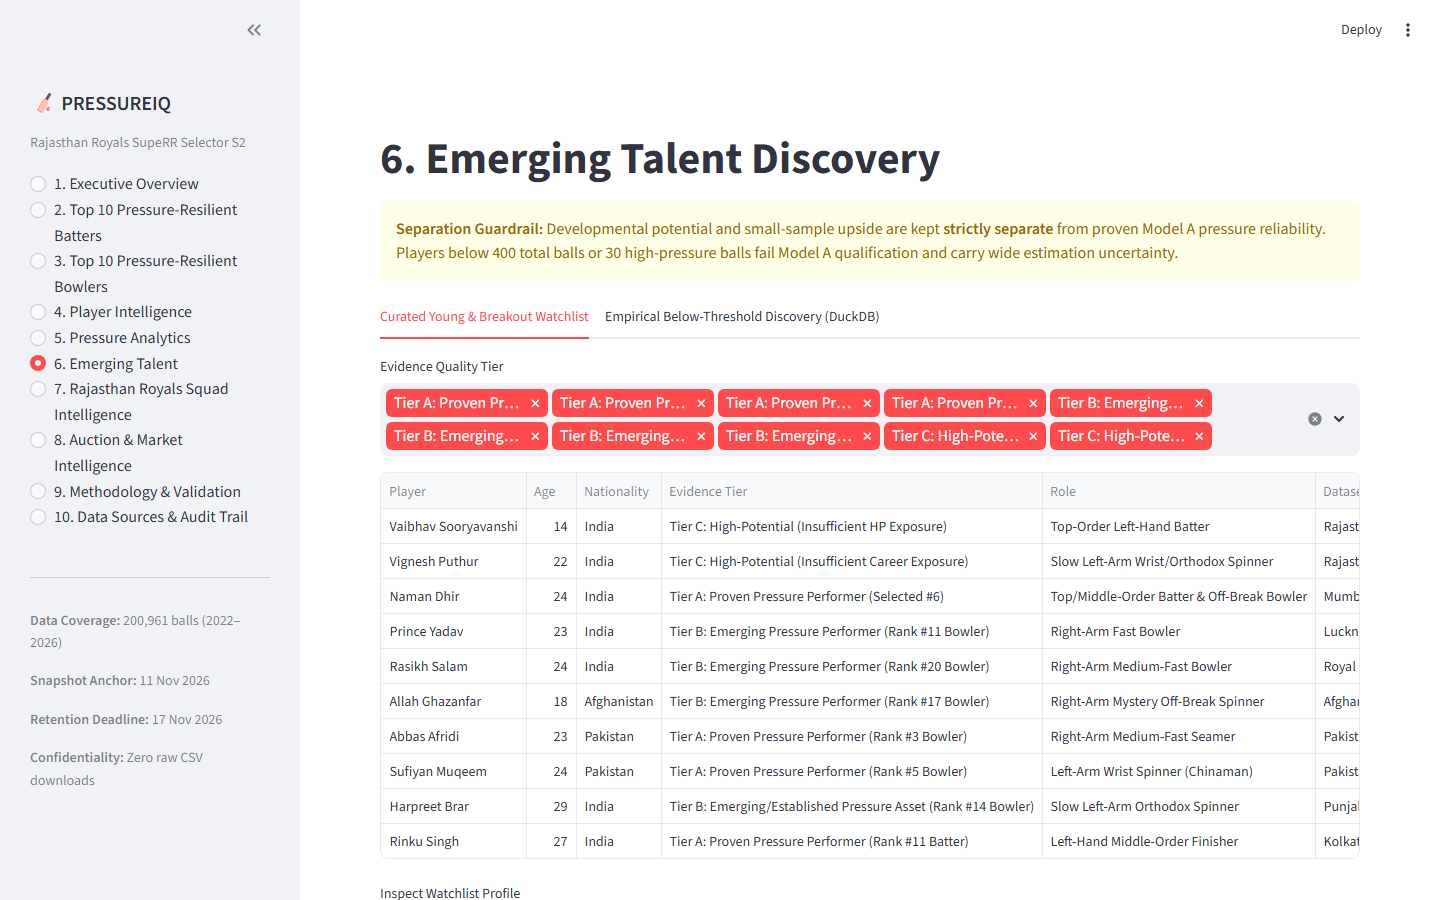 Deploy
PRESSUREIQ
Rajasthan Royals SupeRR Selector S2
1. Executive Overview
2. Top 10 Pressure-Resilient
Batters
3. Top 10 Pressure-Resilient
Bowlers
4. Player Intelligence
5. Pressure Analytics
6. Emerging Talent
7. Rajasthan Royals Squad
Intelligence
8. Auction & Market
Intelligence
9. Methodology & Validation
10. Data Sources & Audit Trail
Data Coverage: 200,961 balls (2022–
2026)
Snapshot Anchor: 11 Nov 2026
Retention Deadline: 17 Nov 2026
Confidentiality: Zero raw CSV
downloads
6. Emerging Talent Discovery
Separation Guardrail: Developmental potential and small-sample upside are kept strictly separate from proven Model A pressure reliability.
Players below 400 total balls or 30 high-pressure balls fail Model A qualification and carry wide estimation uncertainty.
Curated Young & Breakout Watchlist Empirical Below-Threshold Discovery (DuckDB)
Evidence Quality Tier
Tier A: Proven Pr... Tier A: Proven Pr... Tier A: Proven Pr... Tier A: Proven Pr... Tier B: Emerging...
Tier B: Emerging... Tier B: Emerging... Tier B: Emerging... Tier C: High-Pote... Tier C: High-Pote...
Player Age Nationality Evidence Tier Role Datase
Vaibhav Sooryavanshi 14 India Tier C: High-Potential (Insufficient HP Exposure) Top-Order Left-Hand Batter Rajast
Vignesh Puthur 22 India Tier C: High-Potential (Insufficient Career Exposure) Slow Left-Arm Wrist/Orthodox Spinner Rajast
Naman Dhir 24 India Tier A: Proven Pressure Performer (Selected #6) Top/Middle-Order Batter & Off-Break Bowler Mumb
Prince Yadav 23 India Tier B: Emerging Pressure Performer (Rank #11 Bowler) Right-Arm Fast Bowler Luckn
Rasikh Salam 24 India Tier B: Emerging Pressure Performer (Rank #20 Bowler) Right-Arm Medium-Fast Bowler Royal
Allah Ghazanfar 18 Afghanistan Tier B: Emerging Pressure Performer (Rank #17 Bowler) Right-Arm Mystery Off-Break Spinner Afghar
Abbas Afridi 23 Pakistan Tier A: Proven Pressure Performer (Rank #3 Bowler) Right-Arm Medium-Fast Seamer Pakist
Sufiyan Muqeem 24 Pakistan Tier A: Proven Pressure Performer (Rank #5 Bowler) Left-Arm Wrist Spinner (Chinaman) Pakist
Harpreet Brar 29 India Tier B: Emerging/Established Pressure Asset (Rank #14 Bowler) Slow Left-Arm Orthodox Spinner Punjal
Rinku Singh 27 India Tier A: Proven Pressure Performer (Rank #11 Batter) Left-Hand Middle-Order Finisher Kolkat
Inspect Watchlist Profile